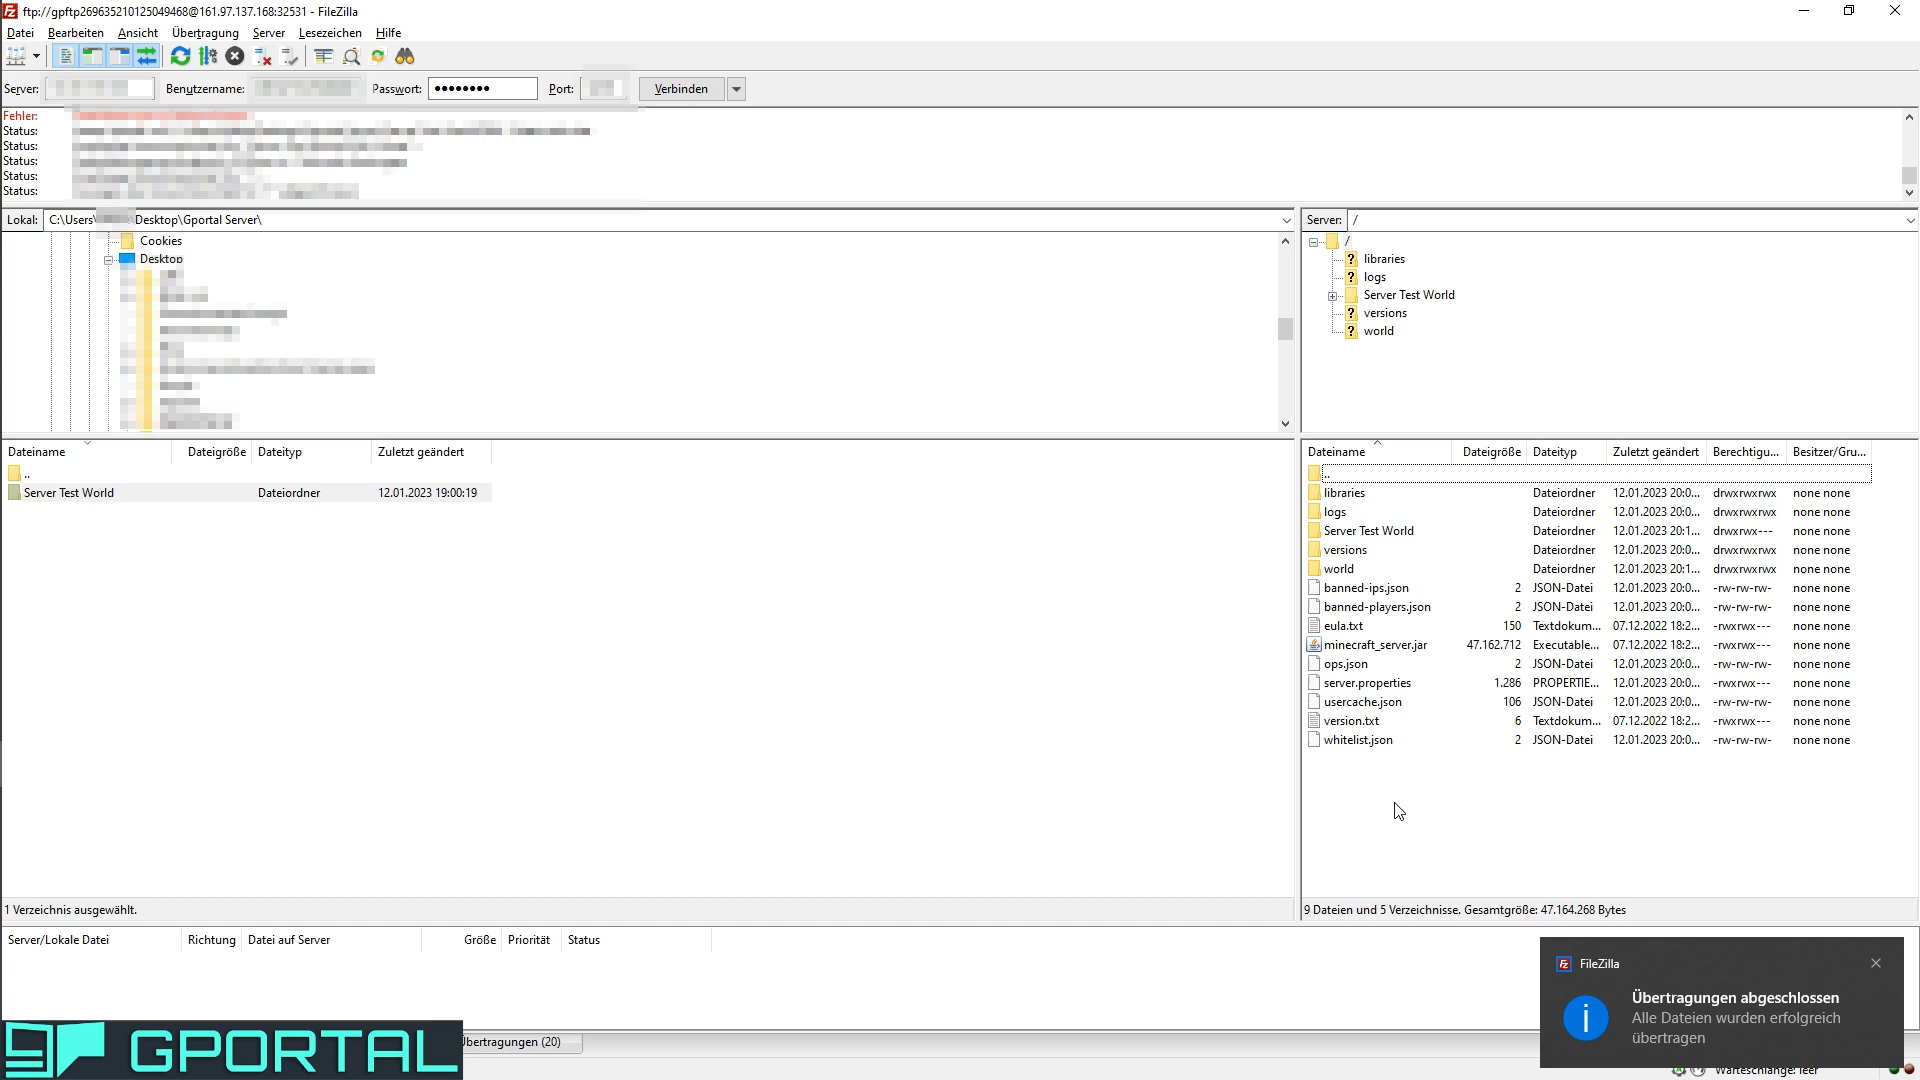 ftp://gpftp269635210125049468@161.97.137.168:32531 - FileZilla
Datei Bearbeiten Ansicht Übertragung Server Lesezeichen Hilfe
Server: Benutzername: Passwort: ●●●●●●●● Port: Verbinden
Fehler:
Status:
Status:
Status:
Status:
Status:
Lokal: C:\Users\ \Desktop\Gportal Server\
Cookies
Desktop
Server: /
/
libraries
logs
Server Test World
versions
world
Dateiname Dateigröße Dateityp Zuletzt geändert
..
Server Test World Dateiordner 12.01.2023 19:00:19
1 Verzeichnis ausgewählt.
Dateiname Dateigröße Dateityp Zuletzt geändert Berechtigu... Besitzer/Gru...
..
libraries Dateiordner 12.01.2023 20:0... drwxrwxrwx none none
logs Dateiordner 12.01.2023 20:0... drwxrwxrwx none none
Server Test World Dateiordner 12.01.2023 20:1... drwxrwx--- none none
versions Dateiordner 12.01.2023 20:0... drwxrwxrwx none none
world Dateiordner 12.01.2023 20:1... drwxrwxrwx none none
banned-ips.json 2 JSON-Datei 12.01.2023 20:0... -rw-rw-rw- none none
banned-players.json 2 JSON-Datei 12.01.2023 20:0... -rw-rw-rw- none none
eula.txt 150 Textdokum... 07.12.2022 18:2... -rwxrwx--- none none
minecraft_server.jar 47.162.712 Executable... 07.12.2022 18:2... -rwxrwx--- none none
ops.json 2 JSON-Datei 12.01.2023 20:0... -rw-rw-rw- none none
server.properties 1.286 PROPERTIE... 12.01.2023 20:0... -rwxrwx--- none none
usercache.json 106 JSON-Datei 12.01.2023 20:0... -rw-rw-rw- none none
version.txt 6 Textdokum... 07.12.2022 18:2... -rwxrwx--- none none
whitelist.json 2 JSON-Datei 12.01.2023 20:0... -rw-rw-rw- none none
9 Dateien und 5 Verzeichnisse. Gesamtgröße: 47.164.268 Bytes
Server/Lokale Datei Richtung Datei auf Server Größe Priorität Status
FileZilla
Übertragungen abgeschlossen
Alle Dateien wurden erfolgreich
übertragen
GPORTAL
Übertragungen (20)
Warteschlange: leer